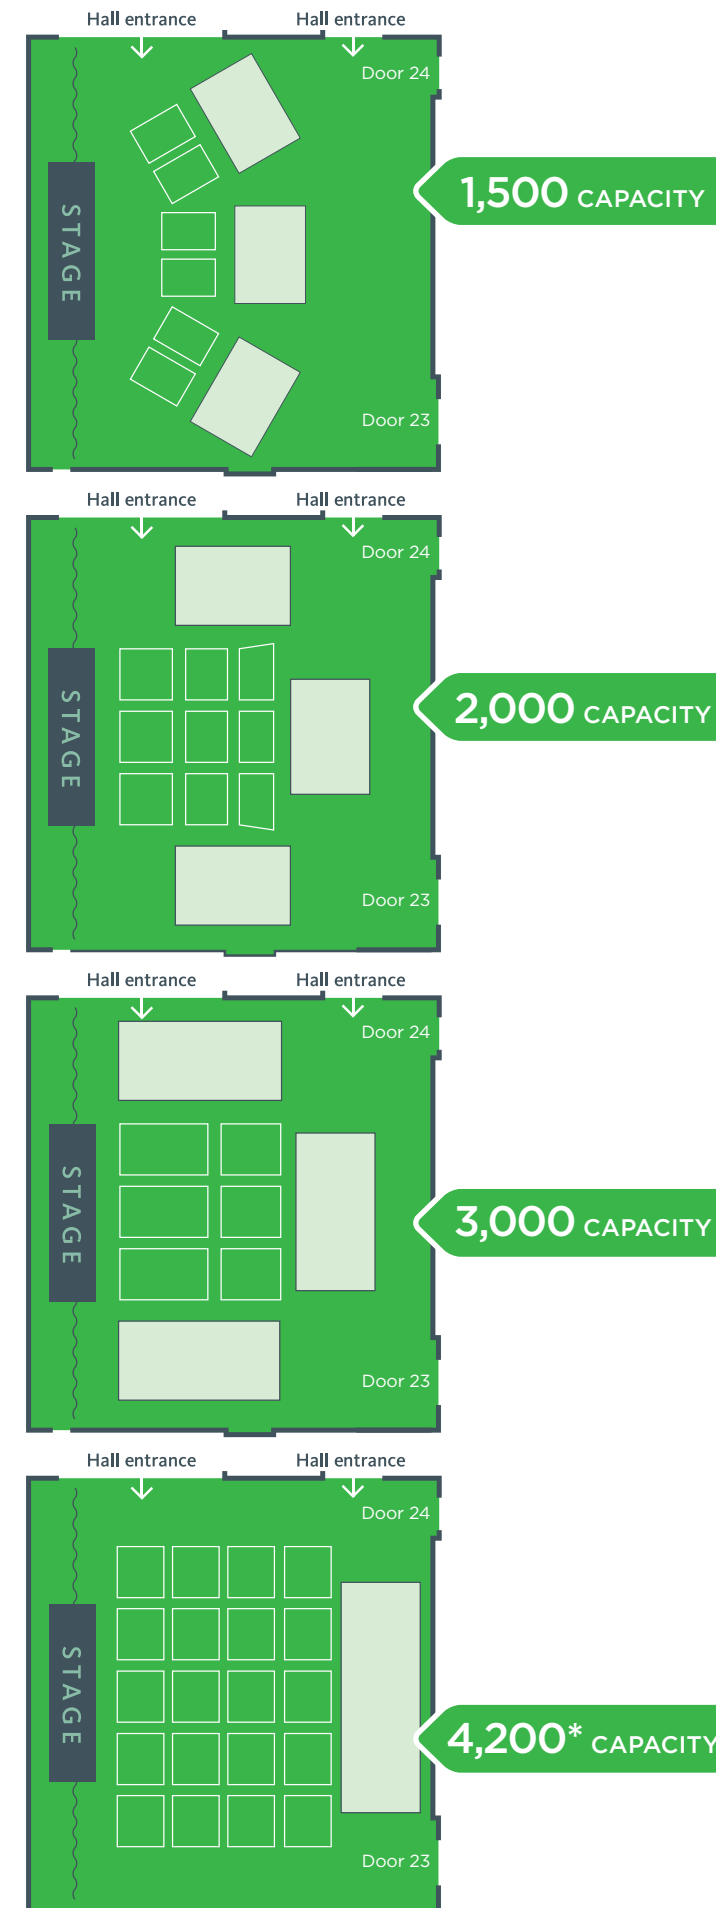 Hall entrance Hall entrance
Door 24
1,500 CAPACITY
STAGE
Door 23
Hall entrance Hall entrance
Door 24
2,000 CAPACITY
STAGE
Door 23
Hall entrance Hall entrance
Door 24
3,000 CAPACITY
STAGE
Door 23
Hall entrance Hall entrance
Door 24
STAGE
4,200* CAPACITY
Door 23